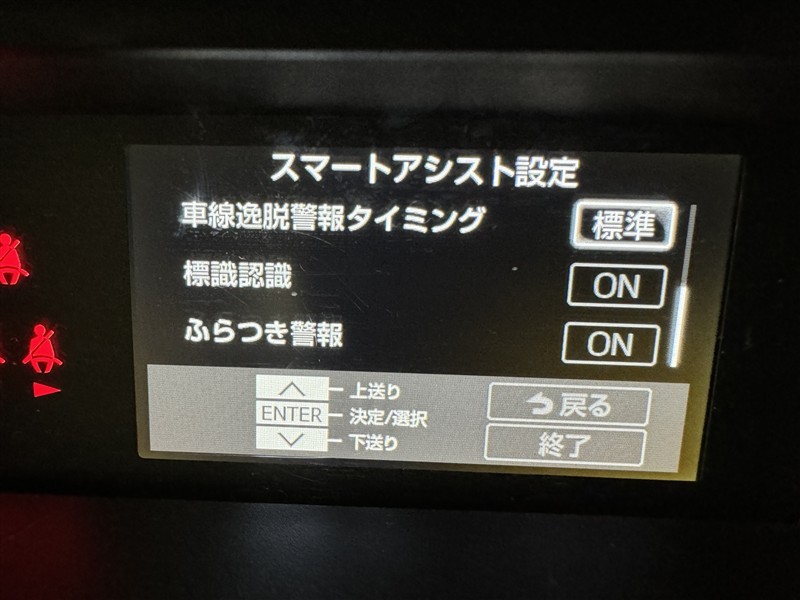 スマートアシスト設定
車線逸脱警報タイミング 標準
標識認識 ON
ふらつき警報 ON
上送り
ENTER 決定/選択
下送り
戻る
終了